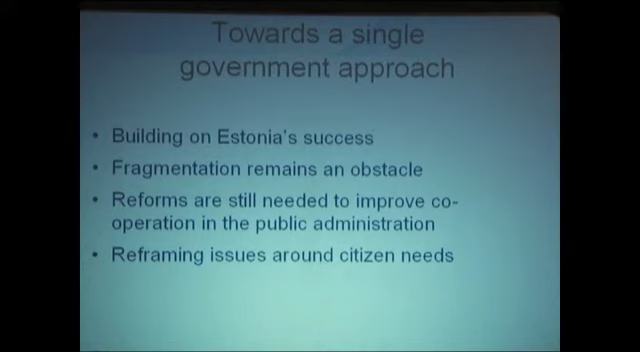 Towards a single
government approach
• Building on Estonia's success
• Fragmentation remains an obstacle
• Reforms are still needed to improve co-
operation in the public administration
• Reframing issues around citizen needs